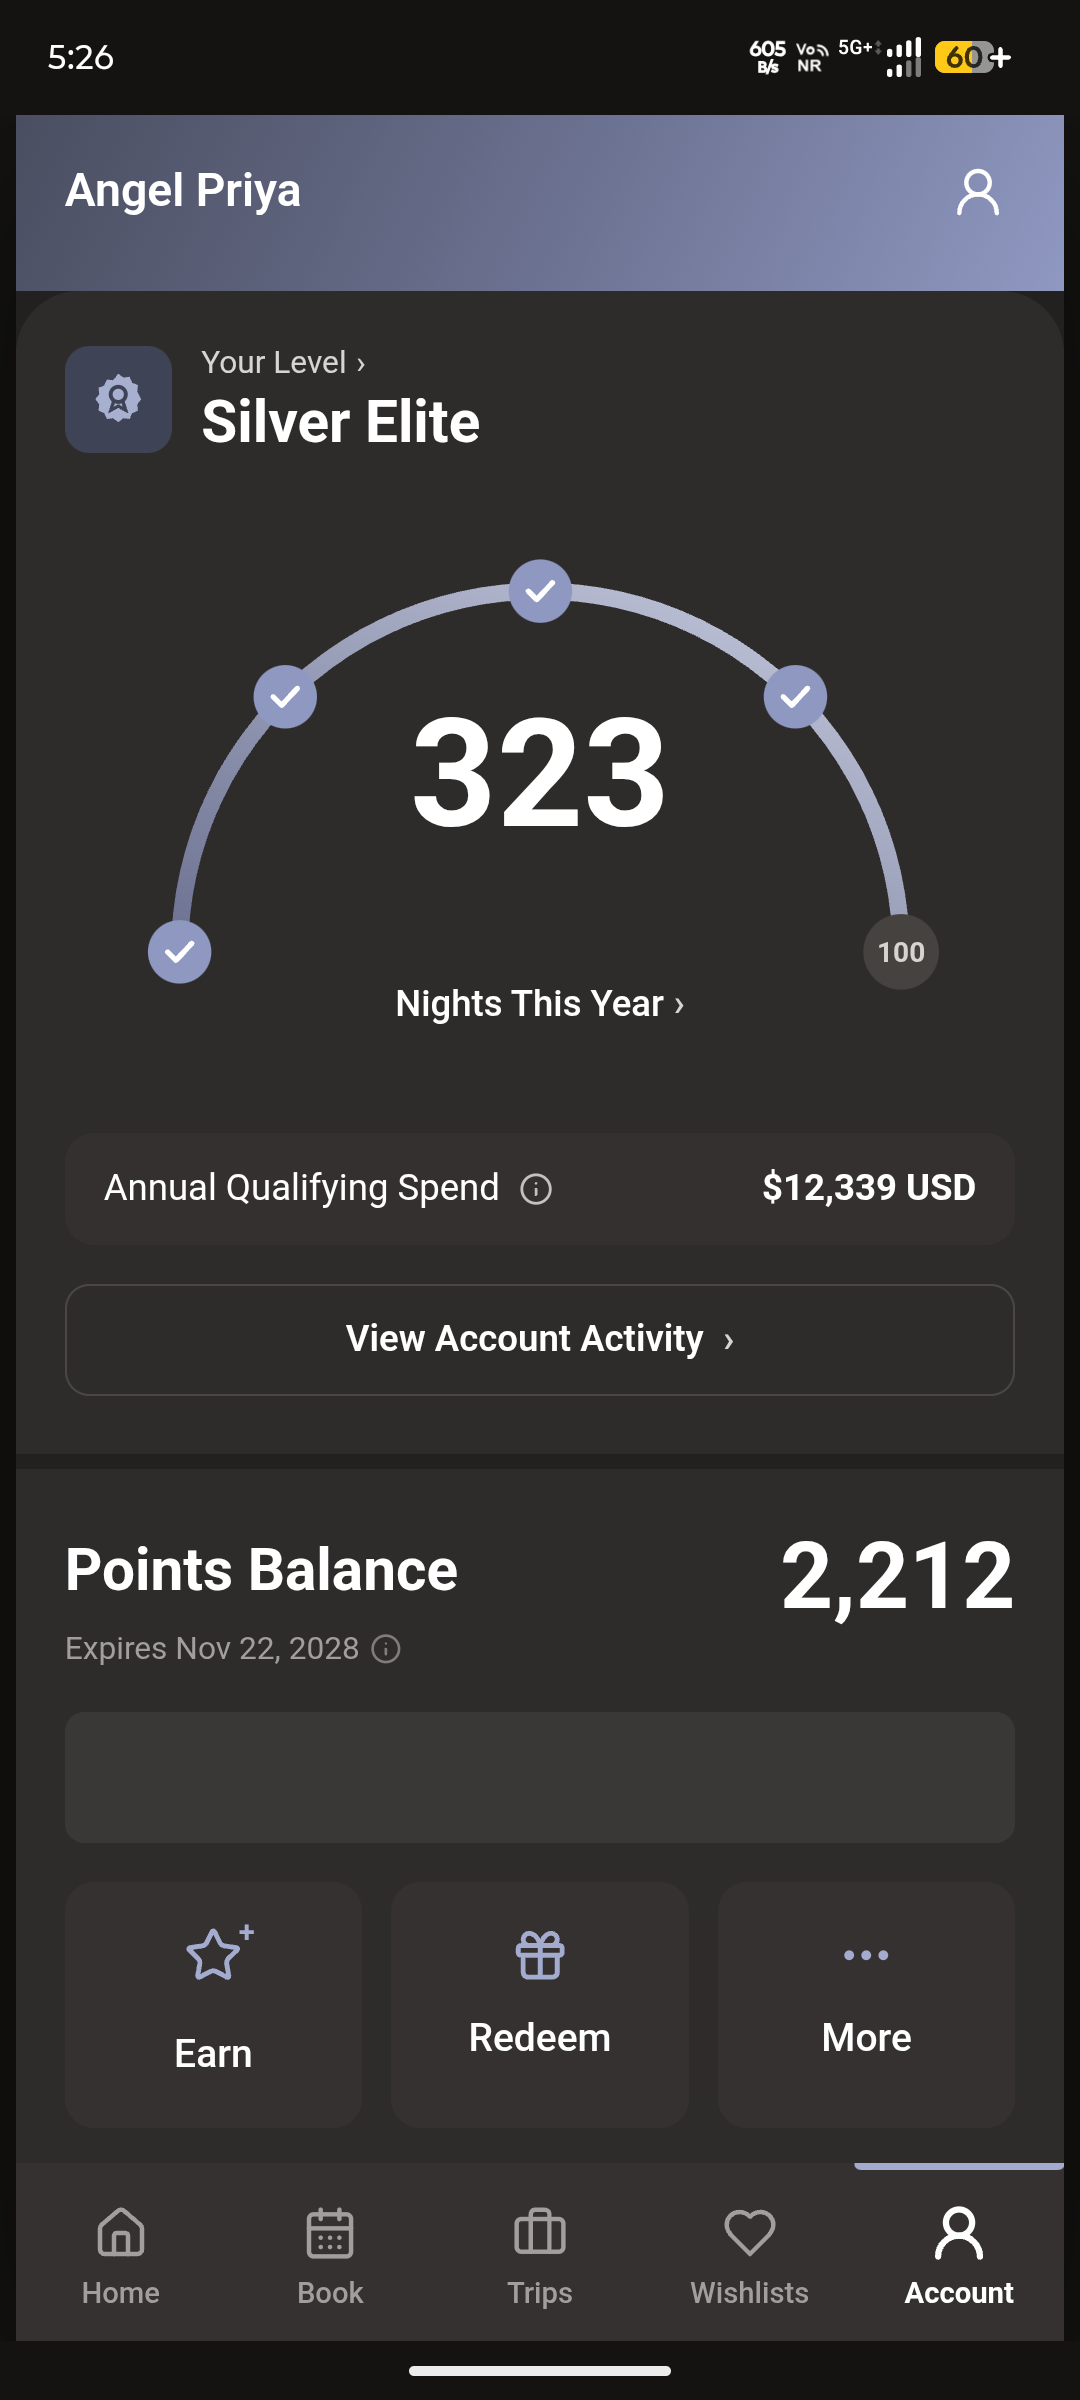 5:26
605 B/s
Vo NR
5G+
60
Angel Priya
Your Level ›
Silver Elite
323
100
Nights This Year ›
Annual Qualifying Spend
$12,339 USD
View Account Activity ›
Points Balance
2,212
Expires Nov 22, 2028
Earn
Redeem
More
Home
Book
Trips
Wishlists
Account